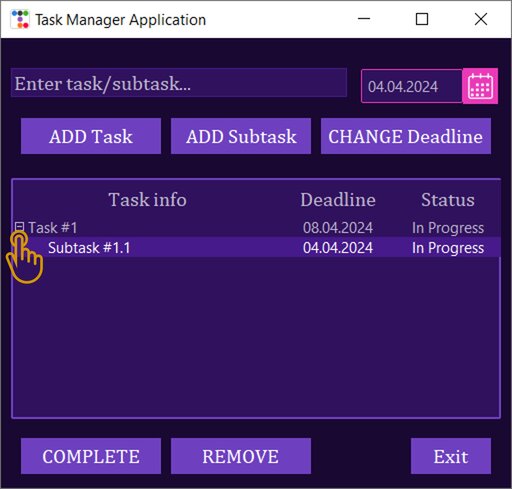 Task Manager Application
Enter task/subtask...
04.04.2024
ADD Task ADD Subtask CHANGE Deadline
Task info Deadline Status
Task #1 08.04.2024 In Progress
Subtask #1.1 04.04.2024 In Progress
COMPLETE REMOVE Exit